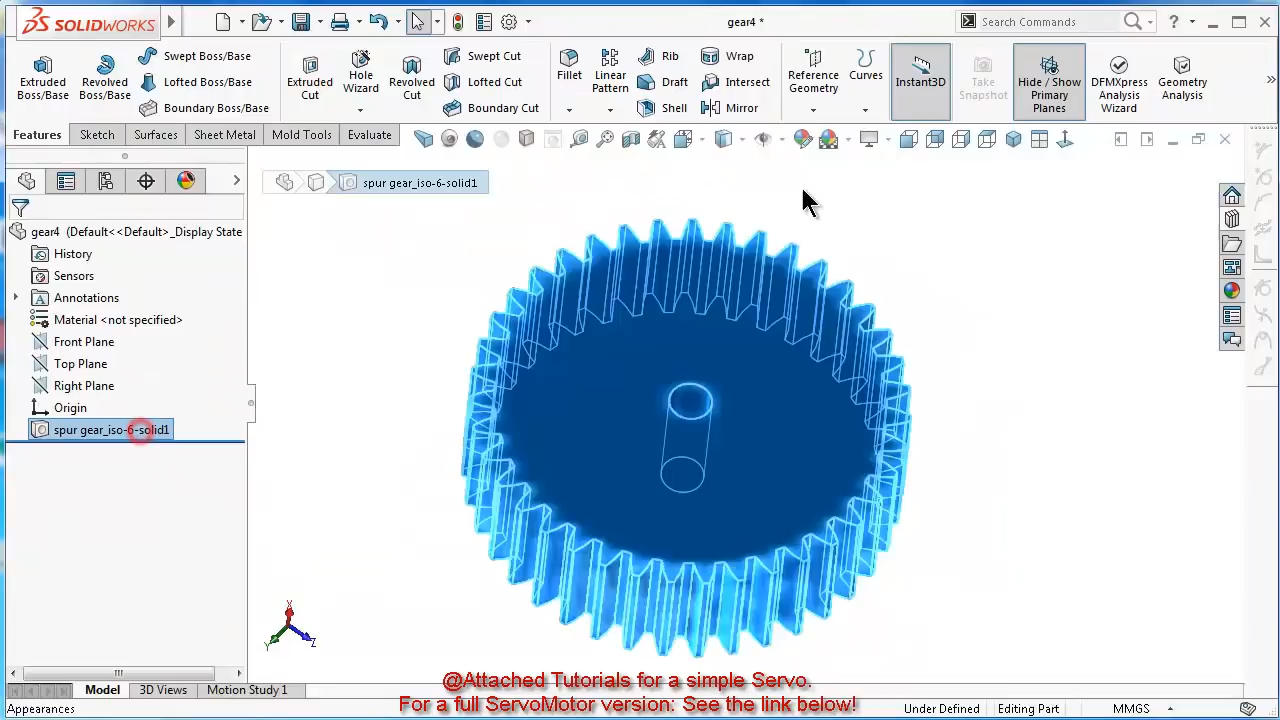 SOLIDWORKS
gear4 *
Search Commands
Extruded Boss/Base
Revolved Boss/Base
Swept Boss/Base
Lofted Boss/Base
Boundary Boss/Base
Extruded Cut
Hole Wizard
Revolved Cut
Swept Cut
Lofted Cut
Boundary Cut
Fillet
Linear Pattern
Rib
Draft
Shell
Wrap
Intersect
Mirror
Reference Geometry
Curves
Instant3D
Take Snapshot
Hide / Show Primary Planes
DFMXpress Analysis Wizard
Geometry Analysis
Features
Sketch
Surfaces
Sheet Metal
Mold Tools
Evaluate
spur gear_iso-6-solid1
gear4 (Default<<Default>_Display State
History
Sensors
Annotations
Material <not specified>
Front Plane
Top Plane
Right Plane
Origin
spur gear_iso-6-solid1
X
Y
Z
@Attached Tutorials for a simple Servo.
For a full ServoMotor version: See the link below!
Model
3D Views
Motion Study 1
Appearances
Under Defined
Editing Part
MMGS